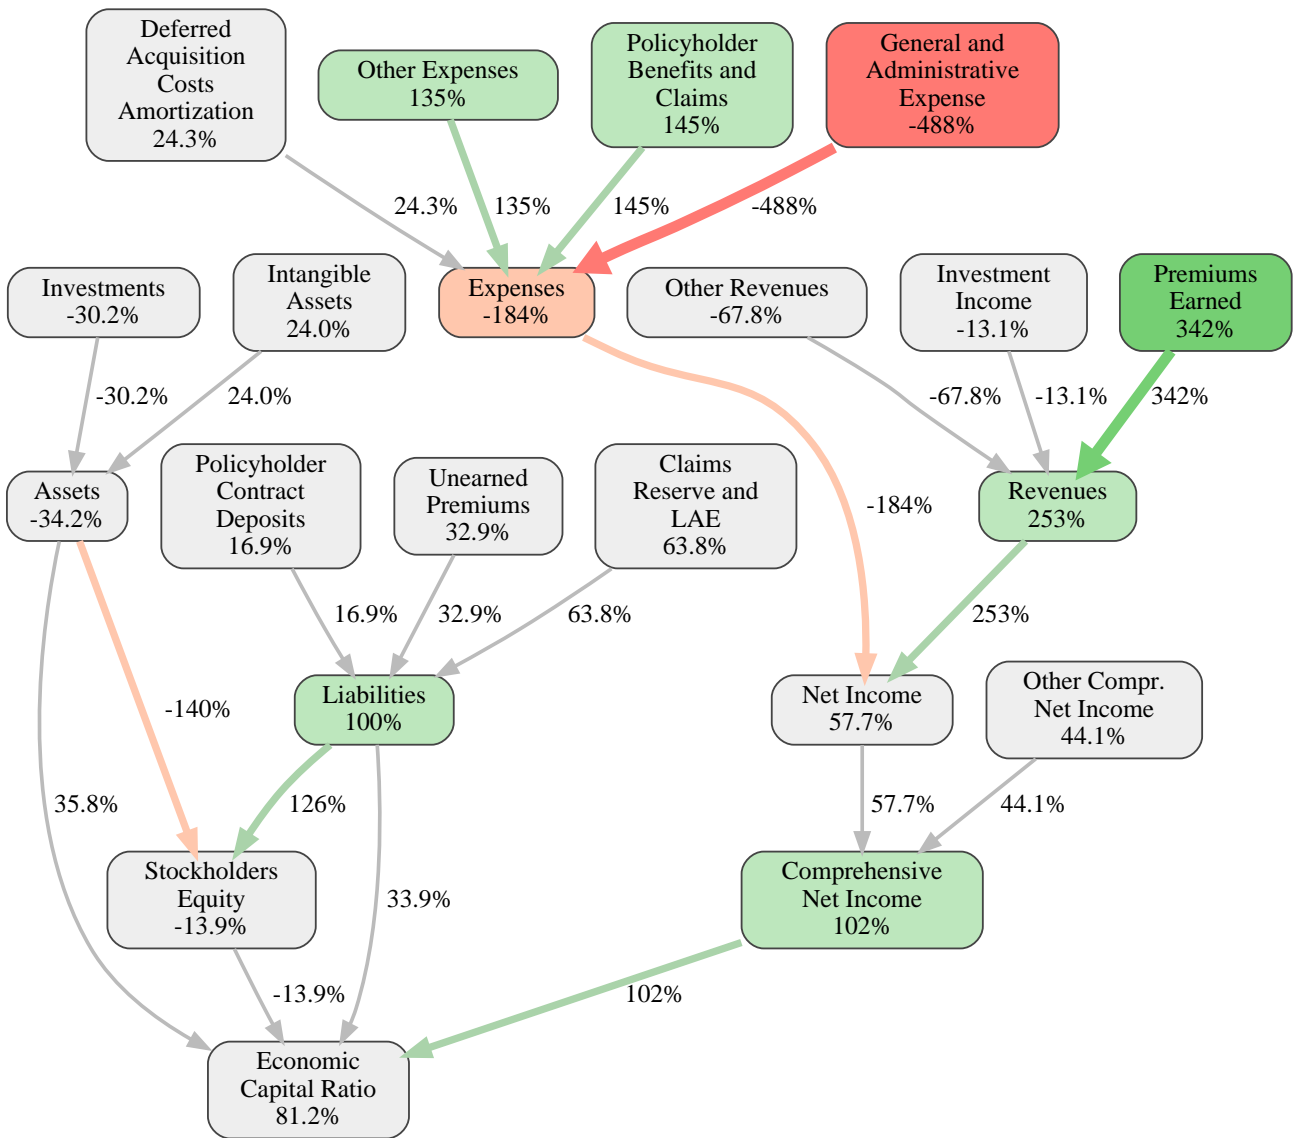 Deferred
Acquisition
Costs
Amortization
24.3%
Other Expenses
135%
Policyholder
Benefits and
Claims
145%
General and
Administrative
Expense
-488%
24.3%
135%
145%
-488%
Investments
-30.2%
Intangible
Assets
24.0%
Expenses
-184%
Other Revenues
-67.8%
Investment
Income
-13.1%
Premiums
Earned
342%
-30.2%
24.0%
-67.8%
-13.1%
342%
Assets
-34.2%
Policyholder
Contract
Deposits
16.9%
Unearned
Premiums
32.9%
Claims
Reserve and
LAE
63.8%
-184%
Revenues
253%
16.9%
32.9%
63.8%
253%
Liabilities
100%
-140%
Net Income
57.7%
Other Compr.
Net Income
44.1%
35.8%
126%
57.7%
44.1%
Stockholders
Equity
-13.9%
33.9%
Comprehensive
Net Income
102%
-13.9%
102%
Economic
Capital Ratio
81.2%